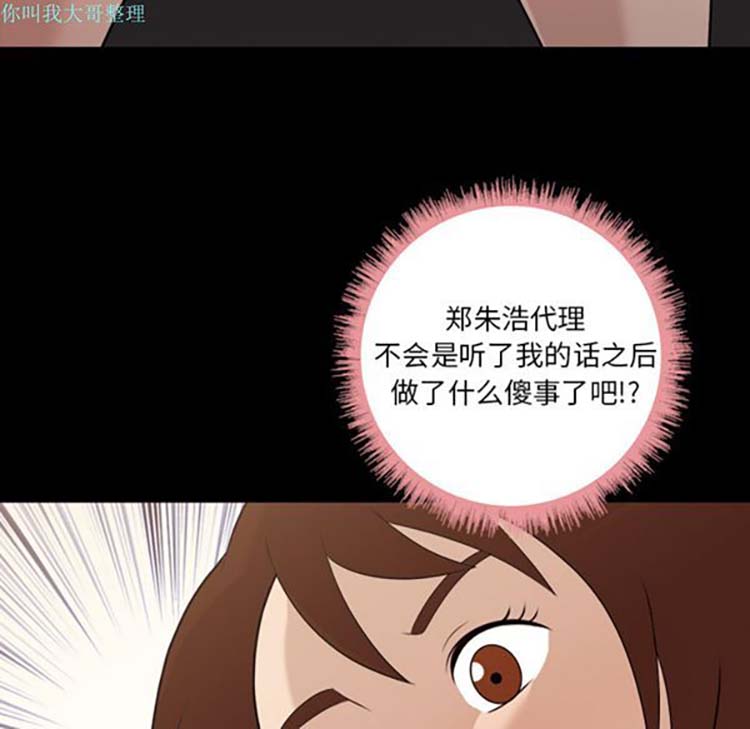 你叫我大哥整理
郑朱浩代理
不会是听了我的话之后
做了什么傻事了吧!?